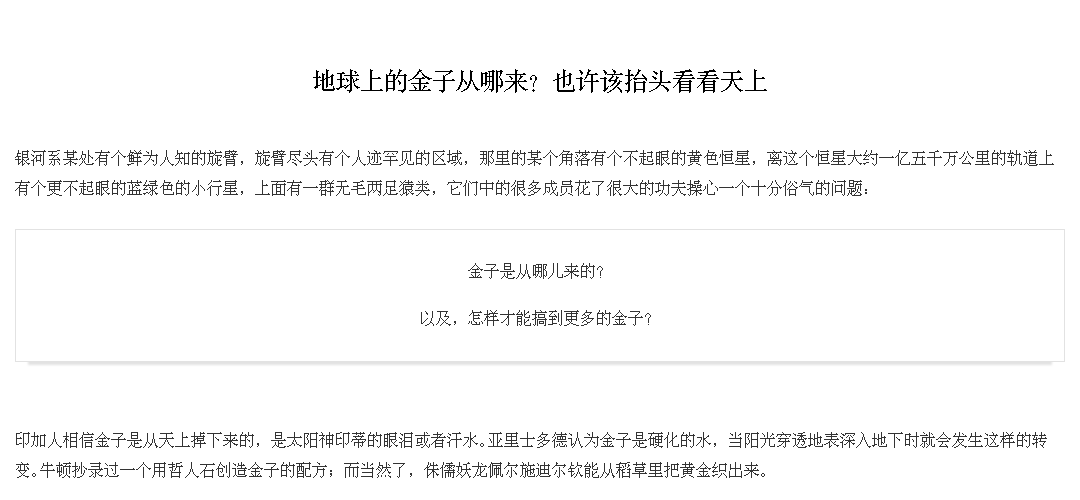 地球上的金子从哪来？也许该抬头看看天上
银河系某处有个鲜为人知的旋臂，旋臂尽头有个人迹罕见的区域，那里的某个角落有个不起眼的黄色恒星，离这个恒星大约一亿五千万公里的轨道上
有个更不起眼的蓝绿色的小行星，上面有一群无毛两足猿类，它们中的很多成员花了很大的功夫操心一个十分俗气的问题：
金子是从哪儿来的？
以及，怎样才能搞到更多的金子？
印加人相信金子是从天上掉下来的，是太阳神印蒂的眼泪或者汗水。亚里士多德认为金子是硬化的水，当阳光穿透地表深入地下时就会发生这样的转
变。牛顿抄录过一个用哲人石创造金子的配方；而当然了，侏儒妖龙佩尔施迪尔钦能从稻草里把黄金织出来。